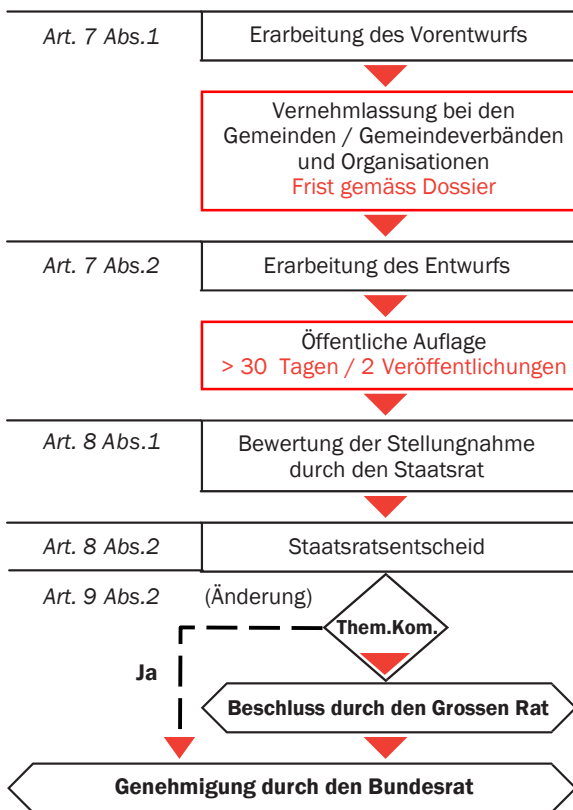 Art. 7 Abs.1
Erarbeitung des Vorentwurfs
Vernehmlassung bei den
Gemeinden / Gemeindeverbänden
und Organisationen
Frist gemäss Dossier
Art. 7 Abs.2
Erarbeitung des Entwurfs
Öffentliche Auflage
> 30 Tagen / 2 Veröffentlichungen
Art. 8 Abs.1
Bewertung der Stellungnahme
durch den Staatsrat
Art. 8 Abs.2
Staatsratsentscheid
Art. 9 Abs.2
(Änderung)
Them.Kom.
Ja
Beschluss durch den Grossen Rat
Genehmigung durch den Bundesrat